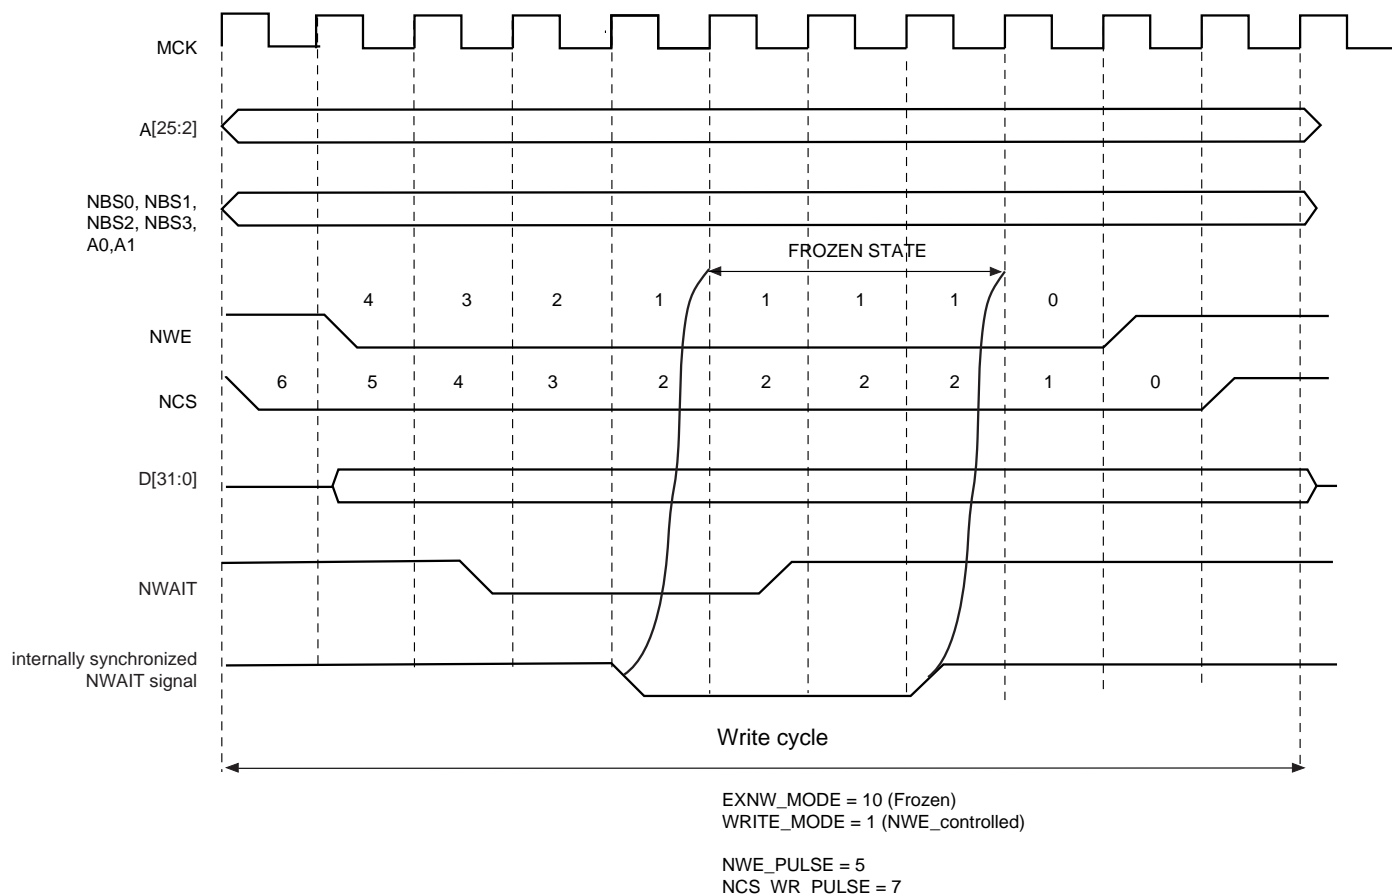 MCK
A[25:2]
NBS0, NBS1,
NBS2, NBS3,
A0,A1
FROZEN STATE
4 3 2 1 1 1 1 0
NWE
6 5 4 3 2 2 2 2 1 0
NCS
D[31:0]
NWAIT
internally synchronized
NWAIT signal
Write cycle
EXNW_MODE = 10 (Frozen)
WRITE_MODE = 1 (NWE_controlled)
NWE_PULSE = 5
NCS_WR_PULSE = 7